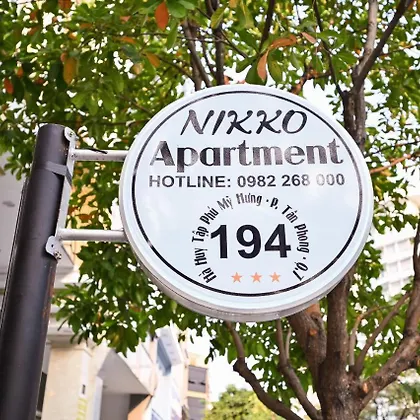 NIKKO
Apartment
HOTLINE: 0982 268 000
Hà Huy Tập Phú Mỹ Hưng - P. Tân Phong - Q.7
194